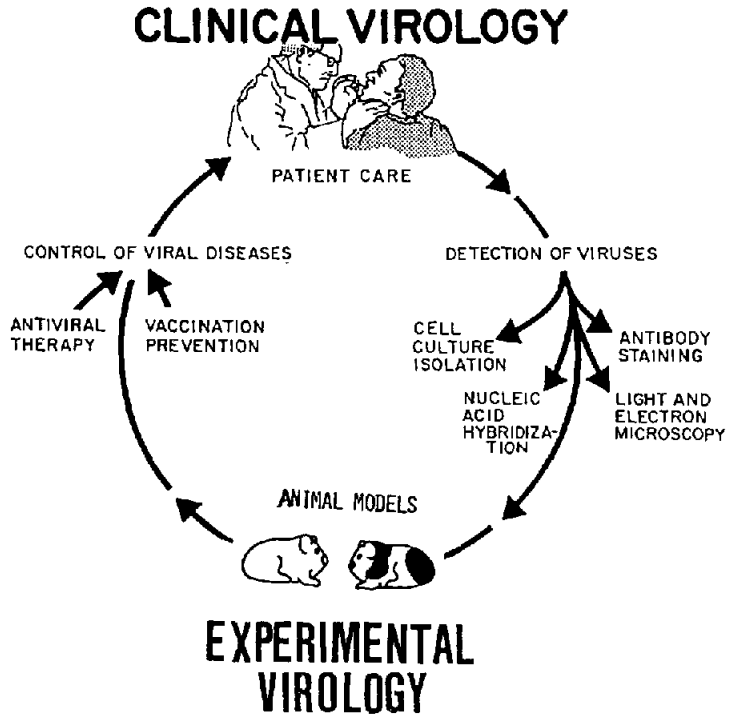 CLINICAL VIROLOGY
PATIENT CARE
CONTROL OF VIRAL DISEASES
DETECTION OF VIRUSES
ANTIVIRAL
THERAPY
VACCINATION
PREVENTION
CELL
CULTURE
ISOLATION
ANTIBODY
STAINING
NUCLEIC
ACID
HYBRIDIZA-
TION
LIGHT AND
ELECTRON
MICROSCOPY
ANIMAL MODELS
EXPERIMENTAL
VIROLOGY